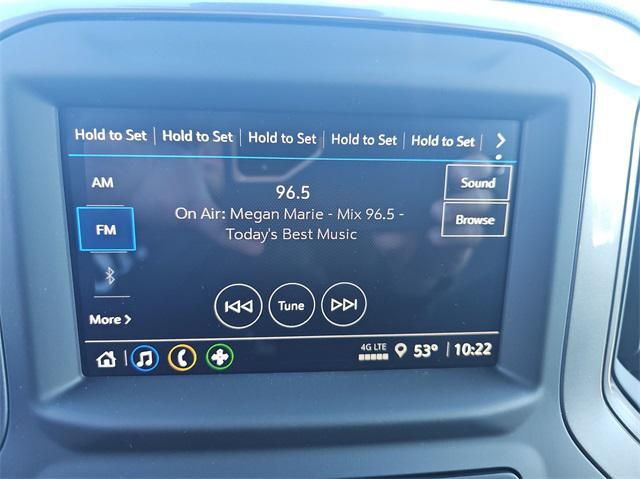 Hold to Set Hold to Set Hold to Set Hold to Set Hold to Set
AM
FM
More
96.5
On Air: Megan Marie - Mix 96.5 -
Today's Best Music
Tune
Sound
Browse
4G LTE
53° 10:22